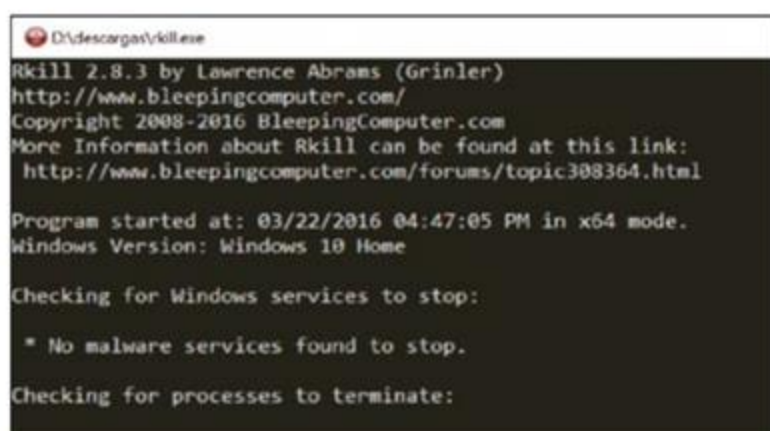 D:\descargas\rkill.exe
Rkill 2.8.3 by Lawrence Abrams (Grinler)
http://www.bleepingcomputer.com/
Copyright 2008-2016 BleepingComputer.com
More Information about Rkill can be found at this link:
http://www.bleepingcomputer.com/forums/topic308364.html
Program started at: 03/22/2016 04:47:05 PM in x64 mode.
Windows Version: Windows 10 Home
Checking for Windows services to stop:
* No malware services found to stop.
Checking for processes to terminate: